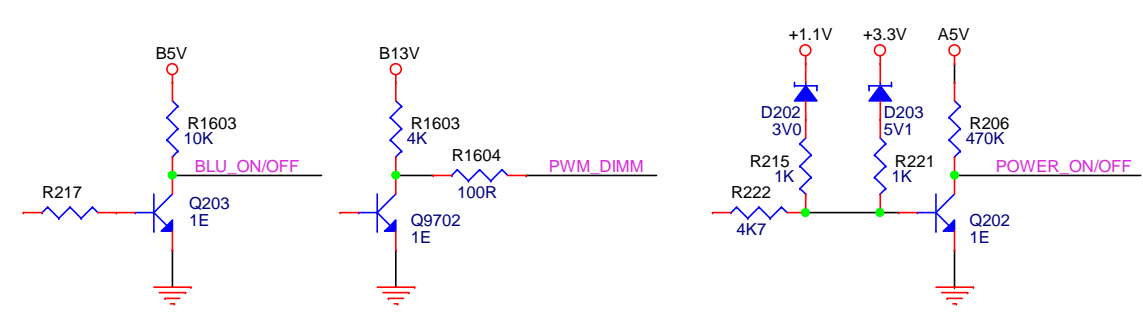 B5V
R1603
10K
BLU_ON/OFF
R217
Q203
1E
B13V
R1603
4K
R1604
100R
PWM_DIMM
Q9702
1E
+1.1V
+3.3V
A5V
D202
3V0
D203
5V1
R206
470K
R215
1K
R221
1K
POWER_ON/OFF
R222
4K7
Q202
1E